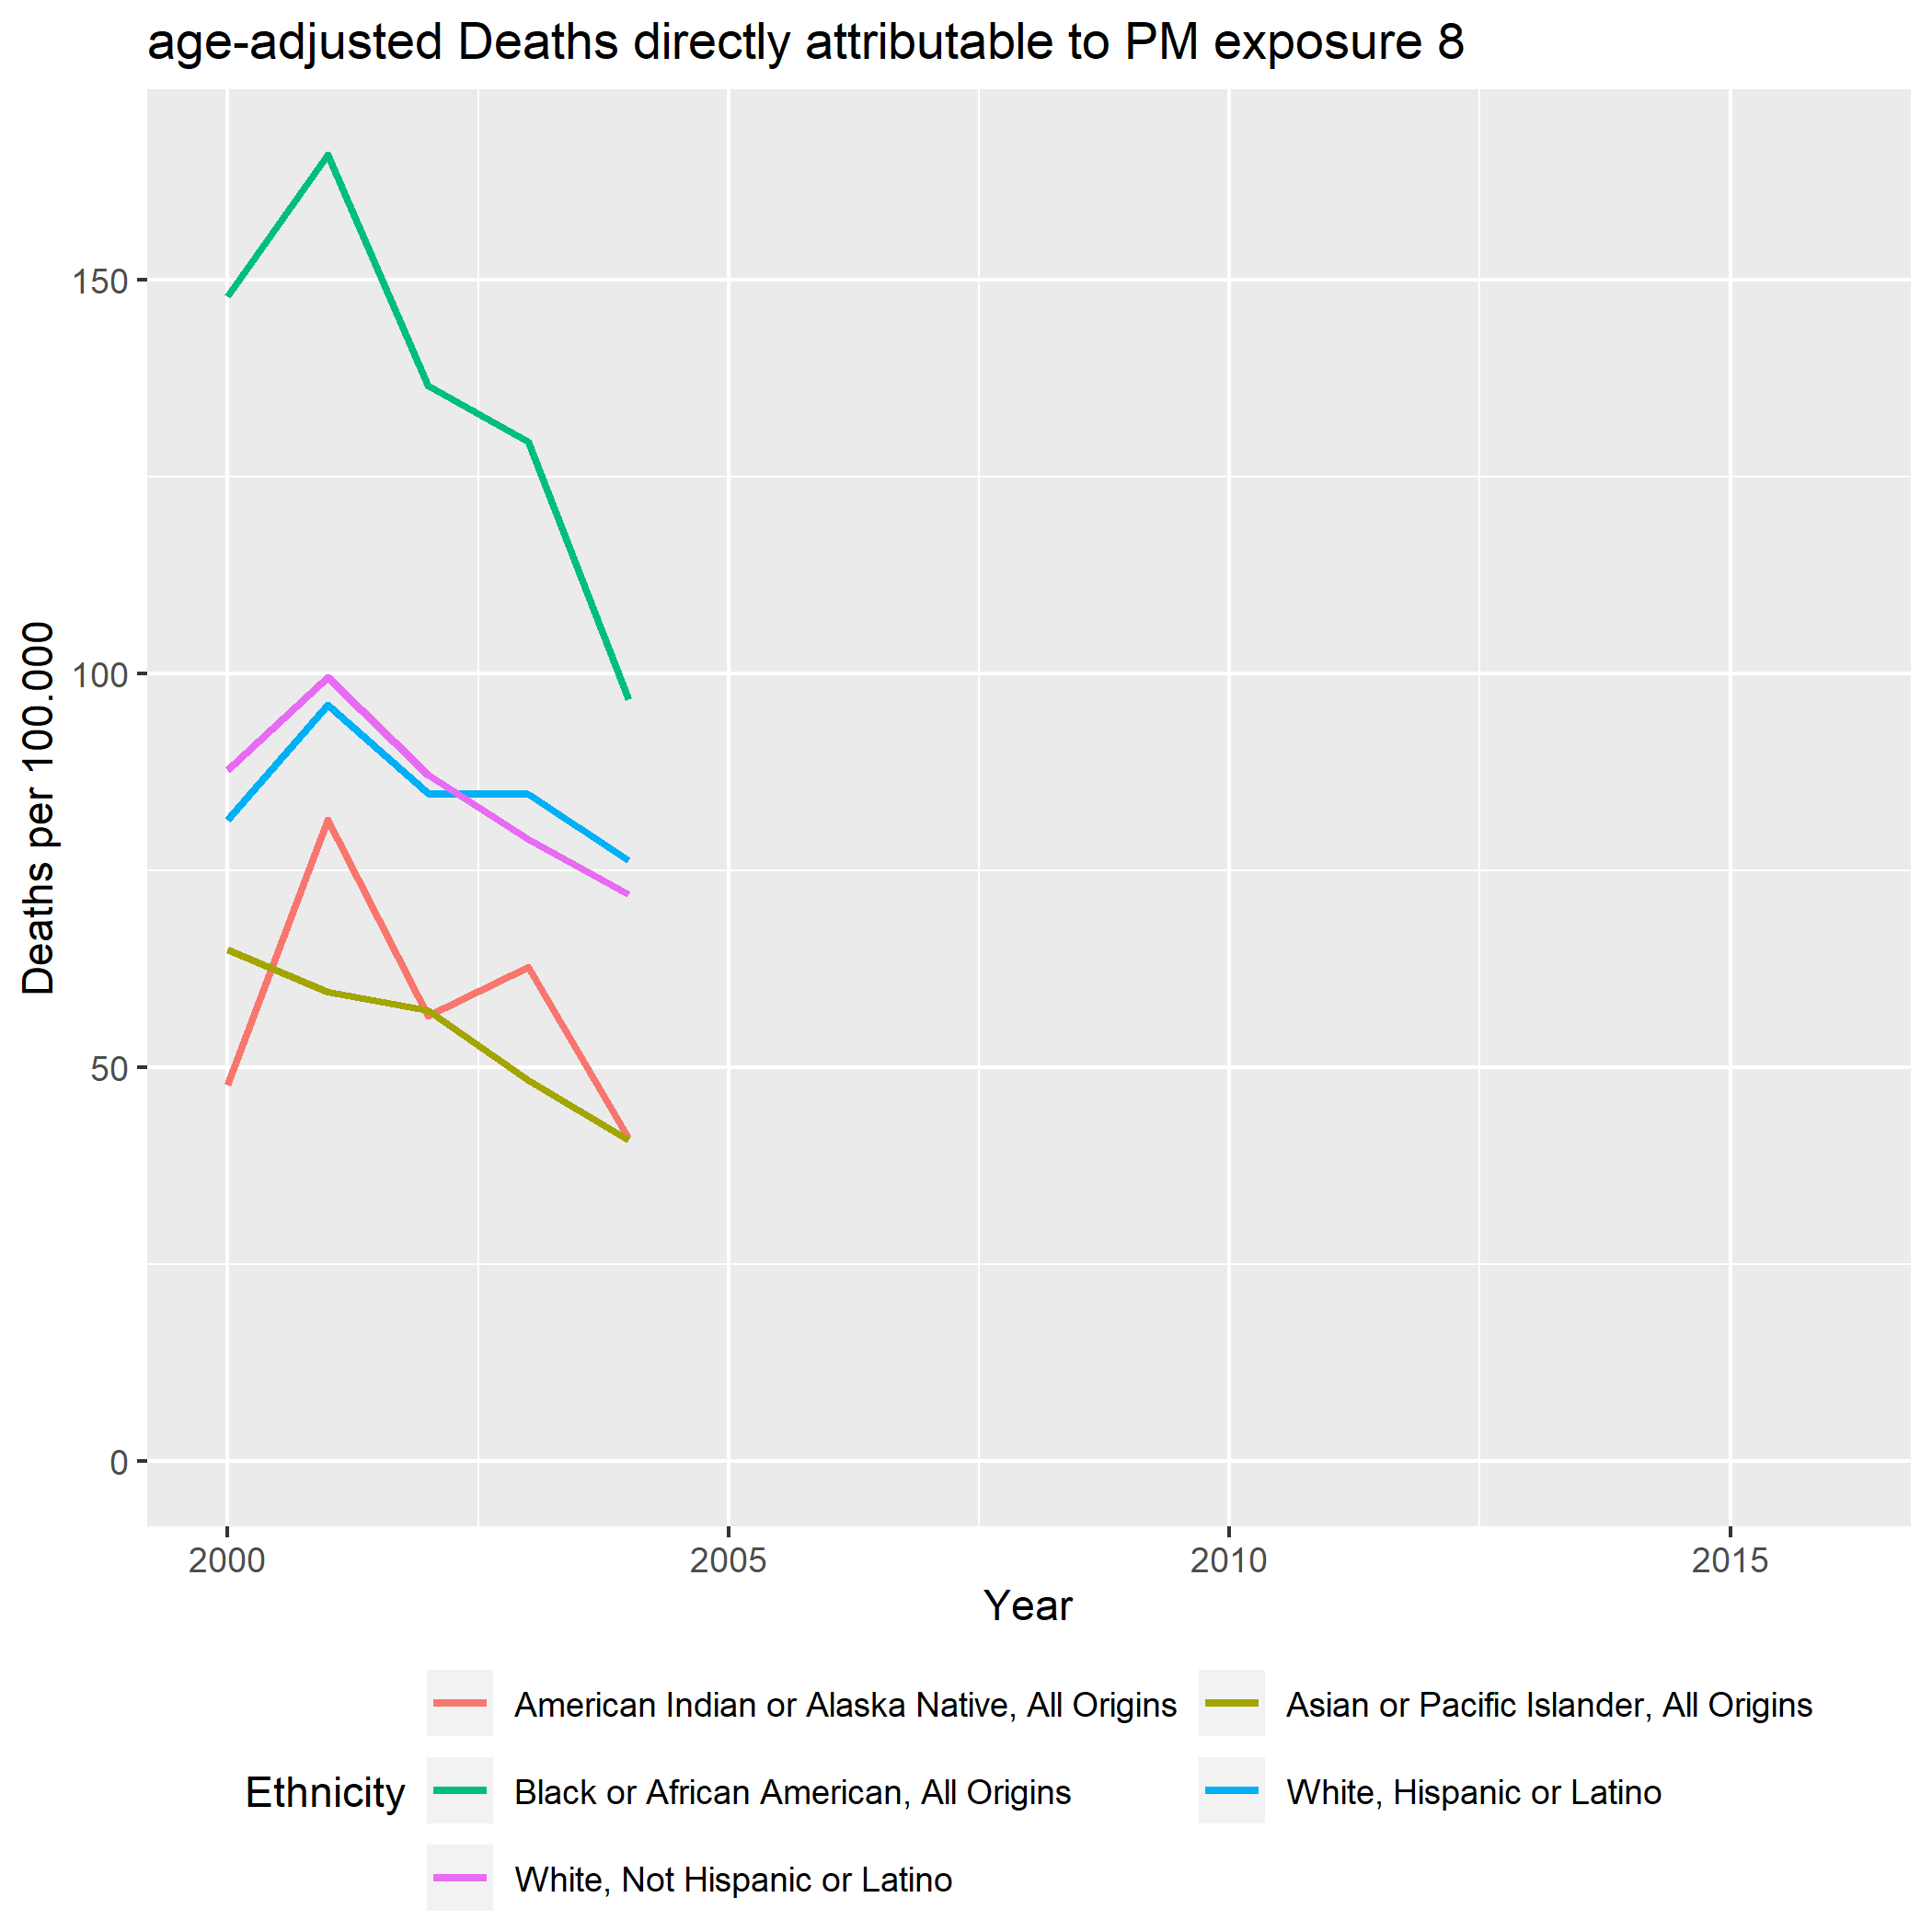 age-adjusted Deaths directly attributable to PM exposure 8
Deaths per 100.000
150
100
50
0
2000 2005 2010 2015
Year
Ethnicity
American Indian or Alaska Native, All Origins
Asian or Pacific Islander, All Origins
Black or African American, All Origins
White, Hispanic or Latino
White, Not Hispanic or Latino